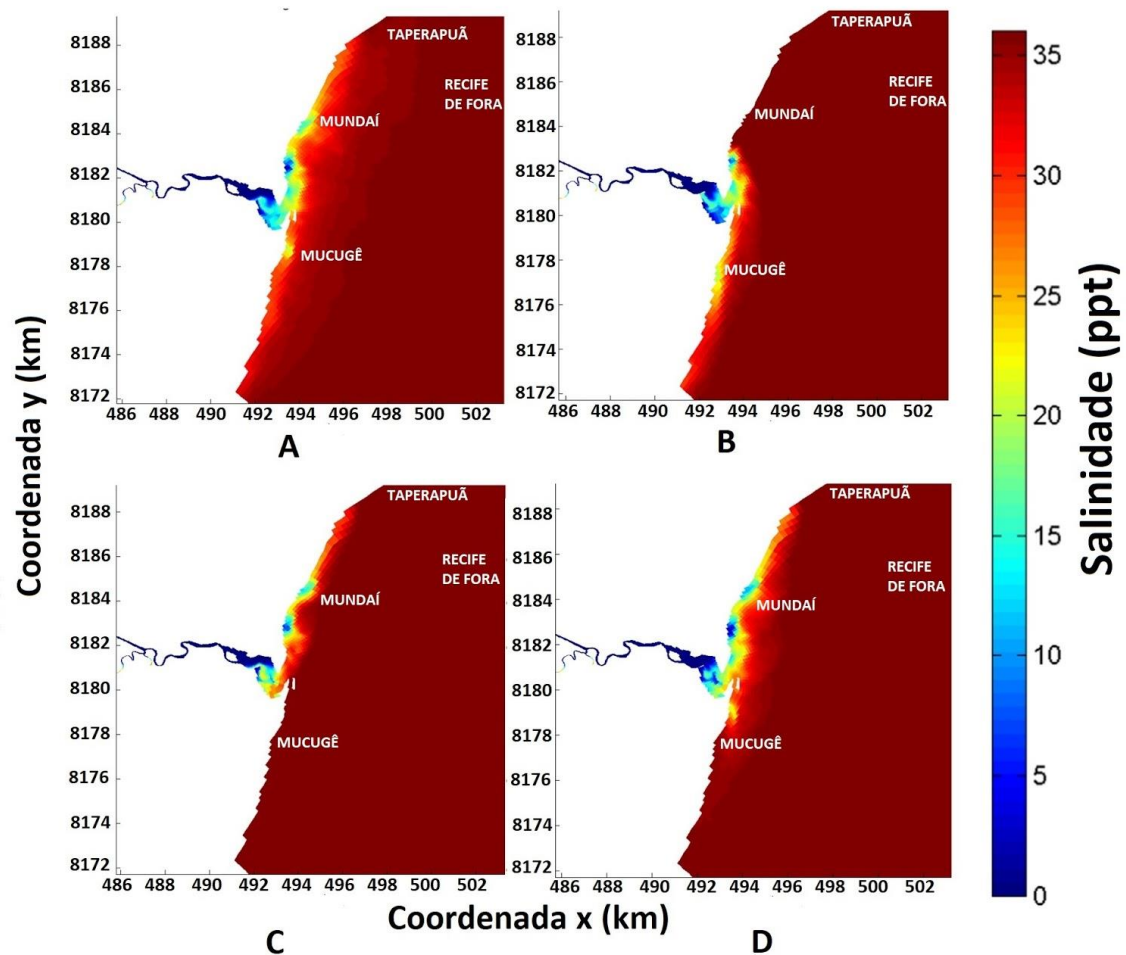 TAPERAPUÃ
RECIFE
DE FORA
MUNDAÍ
MUCUGÊ
8188
8186
8184
8182
8180
8178
8176
8174
8172
486 488 490 492 494 496 498 500 502
A
TAPERAPUÃ
RECIFE
DE FORA
MUNDAÍ
MUCUGÊ
8188
8186
8184
8182
8180
8178
8176
8174
8172
486 488 490 492 494 496 498 500 502
B
TAPERAPUÃ
RECIFE
DE FORA
MUNDAÍ
MUCUGÊ
8188
8186
8184
8182
8180
8178
8176
8174
8172
486 488 490 492 494 496 498 500 502
C
TAPERAPUÃ
RECIFE
DE FORA
MUNDAÍ
MUCUGÊ
8188
8186
8184
8182
8180
8178
8176
8174
8172
486 488 490 492 494 496 498 500 502
D
Coordenada y (km)
Coordenada x (km)
35
30
25
20
15
10
5
0
Salinidade (ppt)